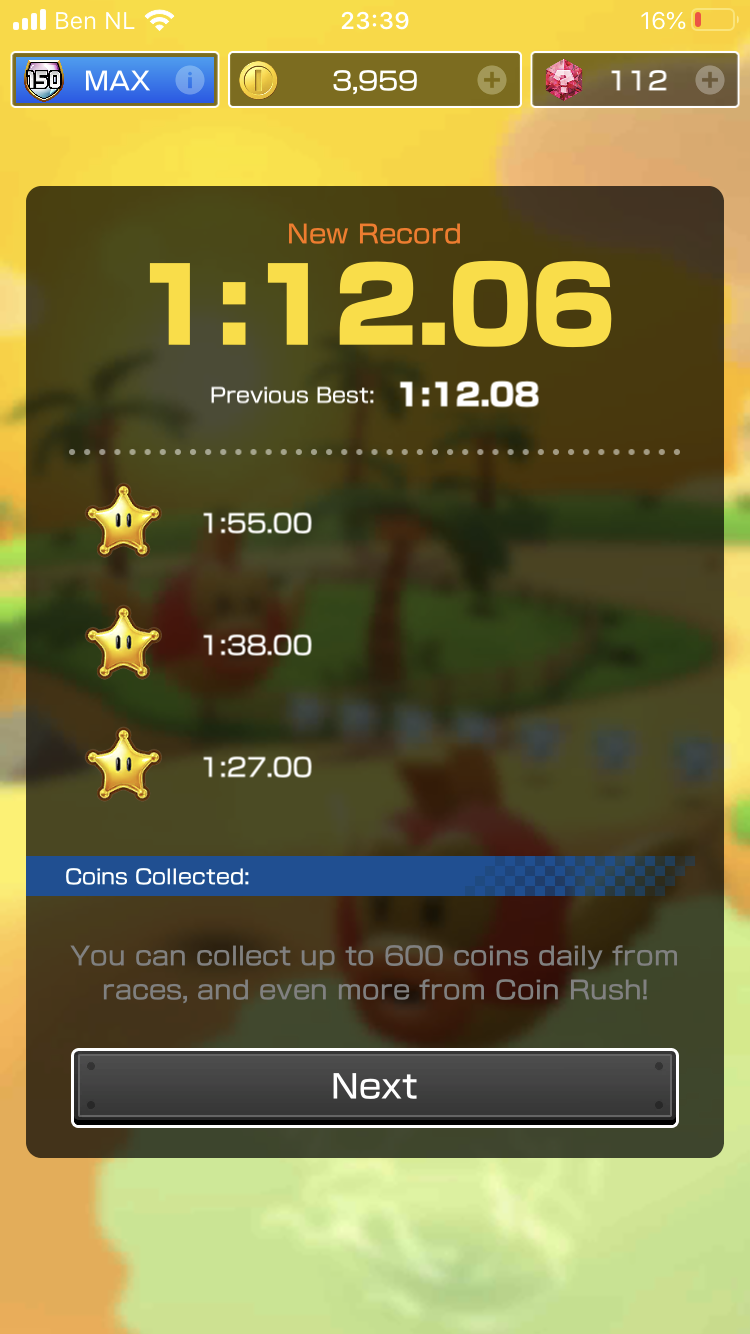 Ben NL 23:39 16%
150 MAX i 3,959 + 112 +
New Record
1:12.06
Previous Best: 1:12.08
1:55.00
1:38.00
1:27.00
Coins Collected:
You can collect up to 600 coins daily from
races, and even more from Coin Rush!
Next